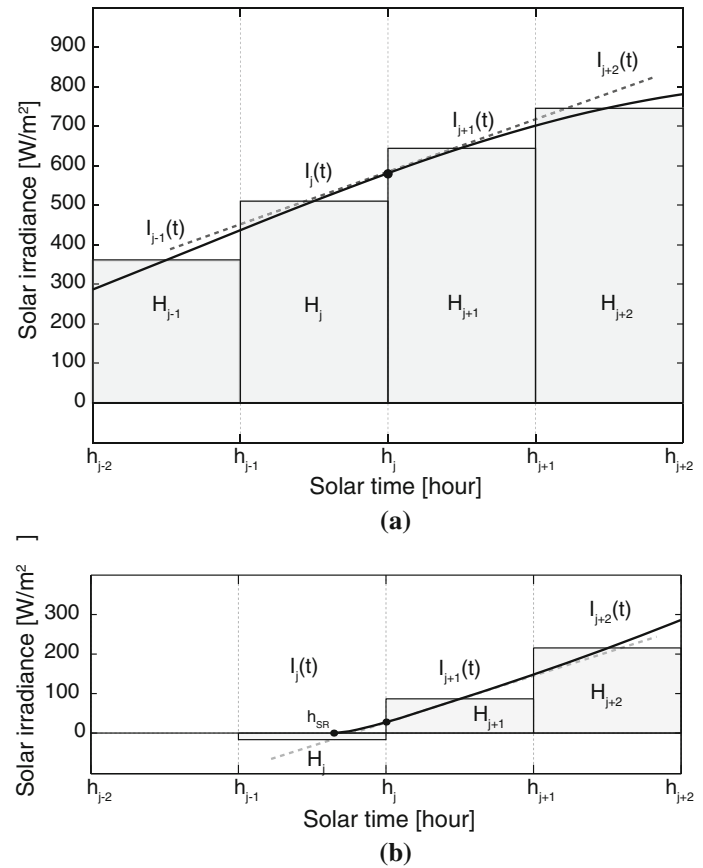 900
800
700
600
500
400
300
200
100
0
Solar irradiance [W/m²]
I_{j-1}(t)
I_j(t)
I_{j+1}(t)
I_{j+2}(t)
H_{j-1}
H_j
H_{j+1}
H_{j+2}
h_{j-2} h_{j-1} h_j h_{j+1} h_{j+2}
Solar time [hour]
(a)
Solar irradiance [W/m²]
300
200
100
0
I_j(t)
I_{j+1}(t)
I_{j+2}(t)
h_{SR}
H_j
H_{j+1}
H_{j+2}
h_{j-2} h_{j-1} h_j h_{j+1} h_{j+2}
Solar time [hour]
(b)